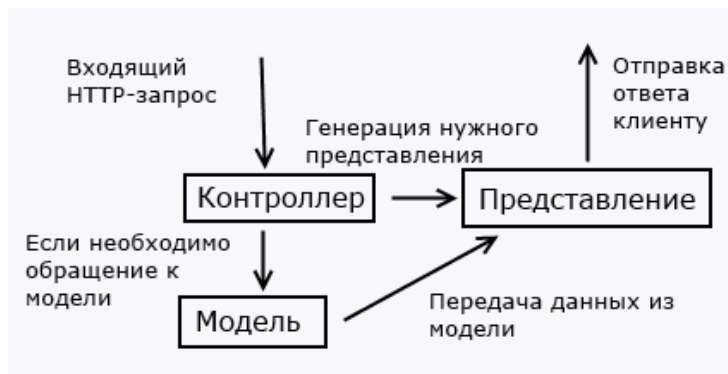 Входящий
HTTP-запрос
Отправка
ответа
клиенту
Генерация нужного
представления
Контроллер
Представление
Если необходимо
обращение к
модели
Модель
Передача данных из
модели